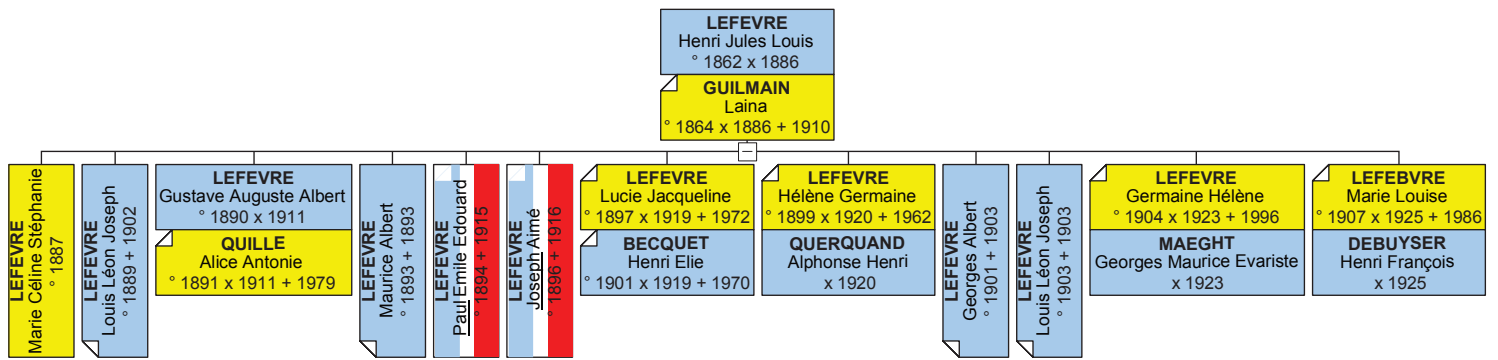 LEFEVRE
Henri Jules Louis
° 1862 x 1886
GUILMAIN
Laina
° 1864 x 1886 + 1910
LEFEVRE
Marie Céline Stéphanie
° 1887
LEFEVRE
Louis Léon Joseph
° 1889 + 1902
LEFEVRE
Gustave Auguste Albert
° 1890 x 1911
QUILLE
Alice Antonie
° 1891 x 1911 + 1979
LEFEVRE
Maurice Albert
° 1893 + 1893
LEFEVRE
Paul Emile Edouard
° 1894 + 1915
LEFEVRE
Joseph Aimé
° 1896 + 1916
LEFEVRE
Lucie Jacqueline
° 1897 x 1919 + 1972
BECQUET
Henri Elie
° 1901 x 1919 + 1970
LEFEVRE
Hélène Germaine
° 1899 x 1920 + 1962
QUERQUAND
Alphonse Henri
x 1920
LEFEVRE
Georges Albert
° 1901 + 1903
LEFEVRE
Louis Léon Joseph
° 1903 + 1903
LEFEVRE
Germaine Hélène
° 1904 x 1923 + 1996
MAEGHT
Georges Maurice Evariste
x 1923
LEFEBVRE
Marie Louise
° 1907 x 1925 + 1986
DEBUYSER
Henri François
x 1925